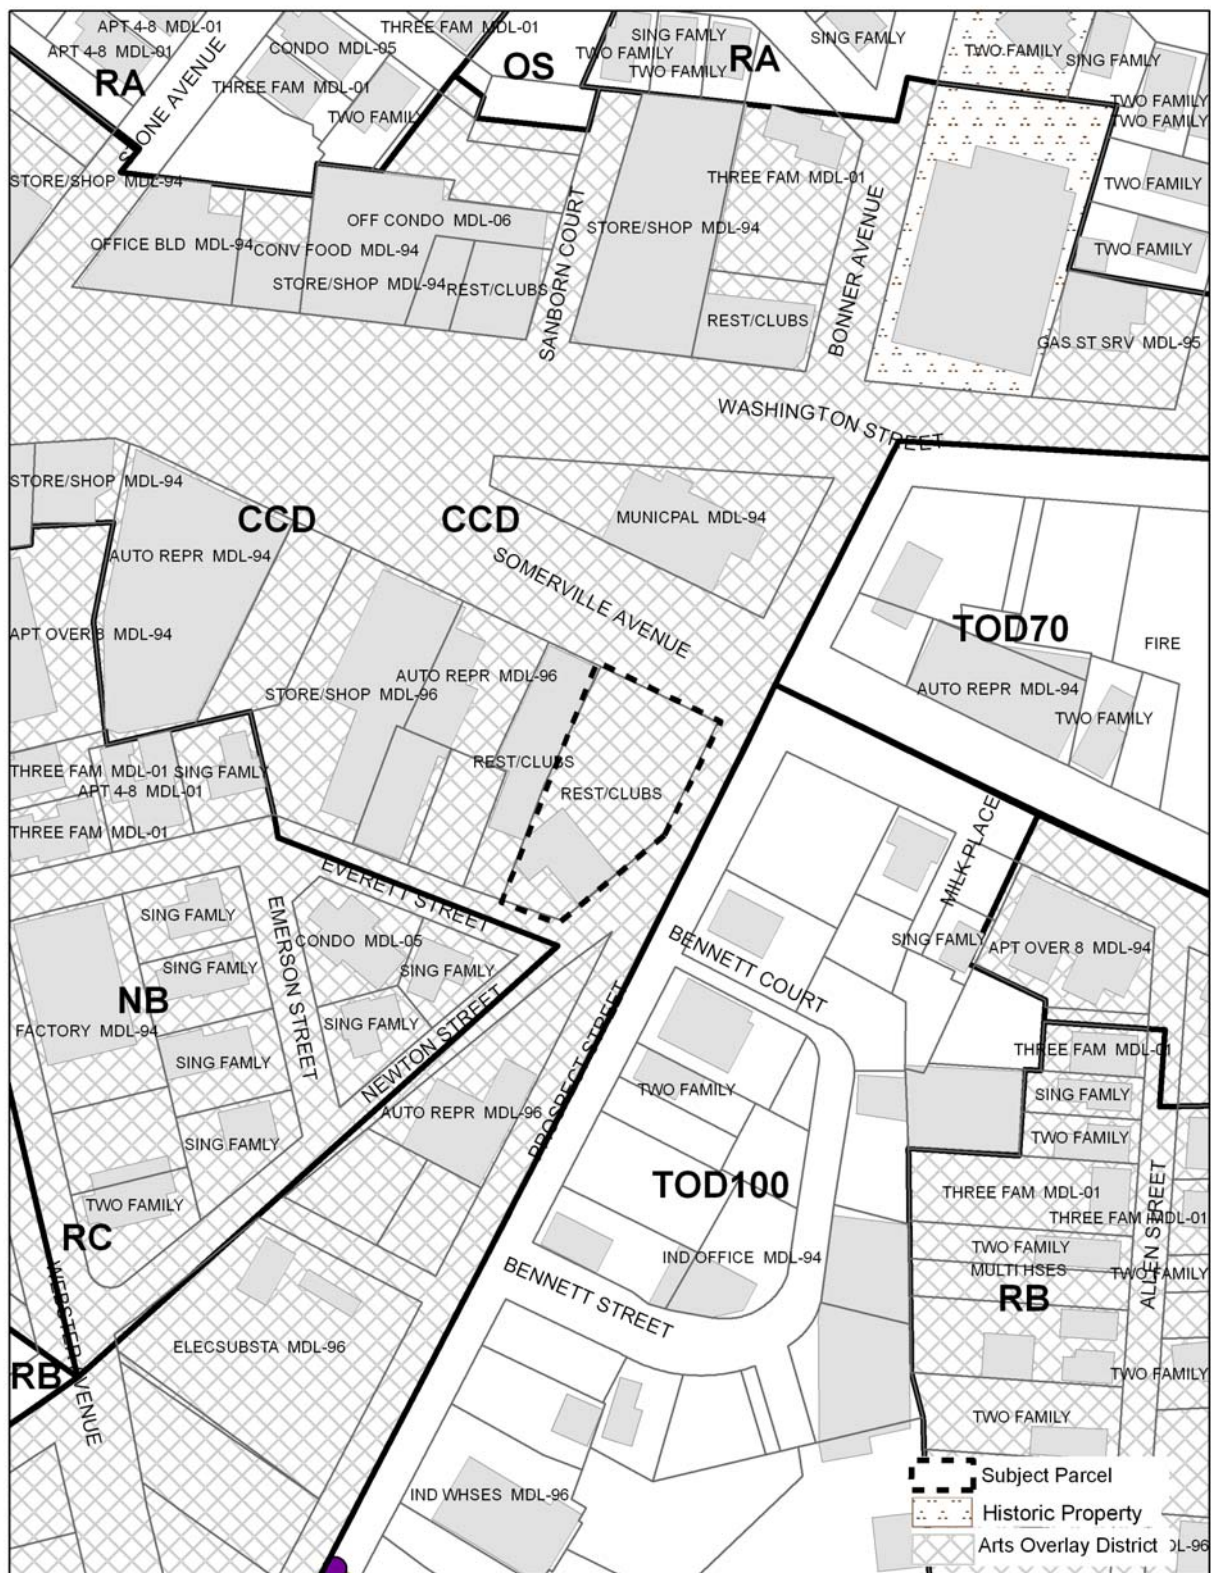 APT 4-8 MDL-01
THREE FAM MDL-01
SING FAMLY
SING FAMLY
APT 4-8 MDL-01
CONDO MDL-05
TWO FAMILY
TWO FAMILY
SING FAMLY
RA
OS
RA
TWO FAMILY
THREE FAM MDL-01
TWO FAMILY
TWO FAMILY
TWO FAMILY
STONE AVENUE
STORE/SHOP MDL-94
THREE FAM MDL-01
TWO FAMILY
OFF CONDO MDL-06
STORE/SHOP MDL-94
OFFICE BLD MDL-94
CONV FOOD MDL-94
TWO FAMILY
STORE/SHOP MDL-94
REST/CLUBS
SANBORN COURT
BONNER AVENUE
REST/CLUBS
GAS ST SRV MDL-95
WASHINGTON STREET
STORE/SHOP MDL-94
CCD
CCD
MUNICPAL MDL-94
AUTO REPR MDL-94
SOMERVILLE AVENUE
APT OVER 8 MDL-94
TOD70
FIRE
AUTO REPR MDL-96
STORE/SHOP MDL-96
AUTO REPR MDL-94
TWO FAMILY
THREE FAM MDL-01
SING FAMLY
REST/CLUBS
APT 4-8 MDL-01
REST/CLUBS
THREE FAM MDL-01
MILK PLACE
EVERETT STREET
SING FAMLY
EMERSON STREET
CONDO MDL-05
BENNETT COURT
SING FAMLY
APT OVER 8 MDL-94
SING FAMLY
SING FAMLY
NB
FACTORY MDL-94
SING FAMLY
NEWTON STREET
PROSPECT STREET
SING FAMLY
THREE FAM MDL-01
TWO FAMILY
SING FAMLY
AUTO REPR MDL-96
SING FAMLY
TWO FAMILY
TOD100
THREE FAM MDL-01
TWO FAMILY
THREE FAM MDL-01
ALLEN STREET
RC
IND OFFICE MDL-94
TWO FAMILY
MULTI HSES
TWO FAMILY
WEBSTER AVENUE
BENNETT STREET
RB
ELECSUBSTA MDL-96
RB
TWO FAMILY
TWO FAMILY
IND WHSES MDL-96
Subject Parcel
Historic Property
Arts Overlay District